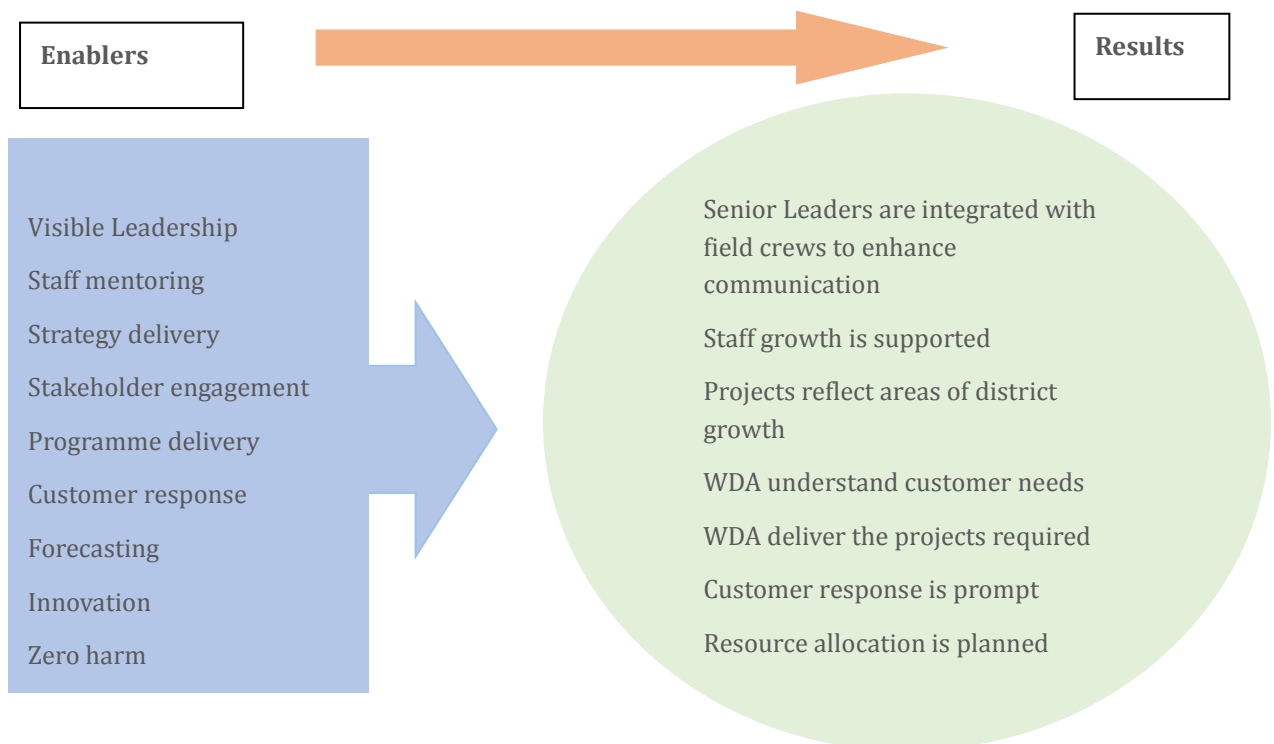 Enablers
Results
Visible Leadership
Staff mentoring
Strategy delivery
Stakeholder engagement
Programme delivery
Customer response
Forecasting
Innovation
Zero harm
Senior Leaders are integrated with
field crews to enhance
communication
Staff growth is supported
Projects reflect areas of district
growth
WDA understand customer needs
WDA deliver the projects required
Customer response is prompt
Resource allocation is planned